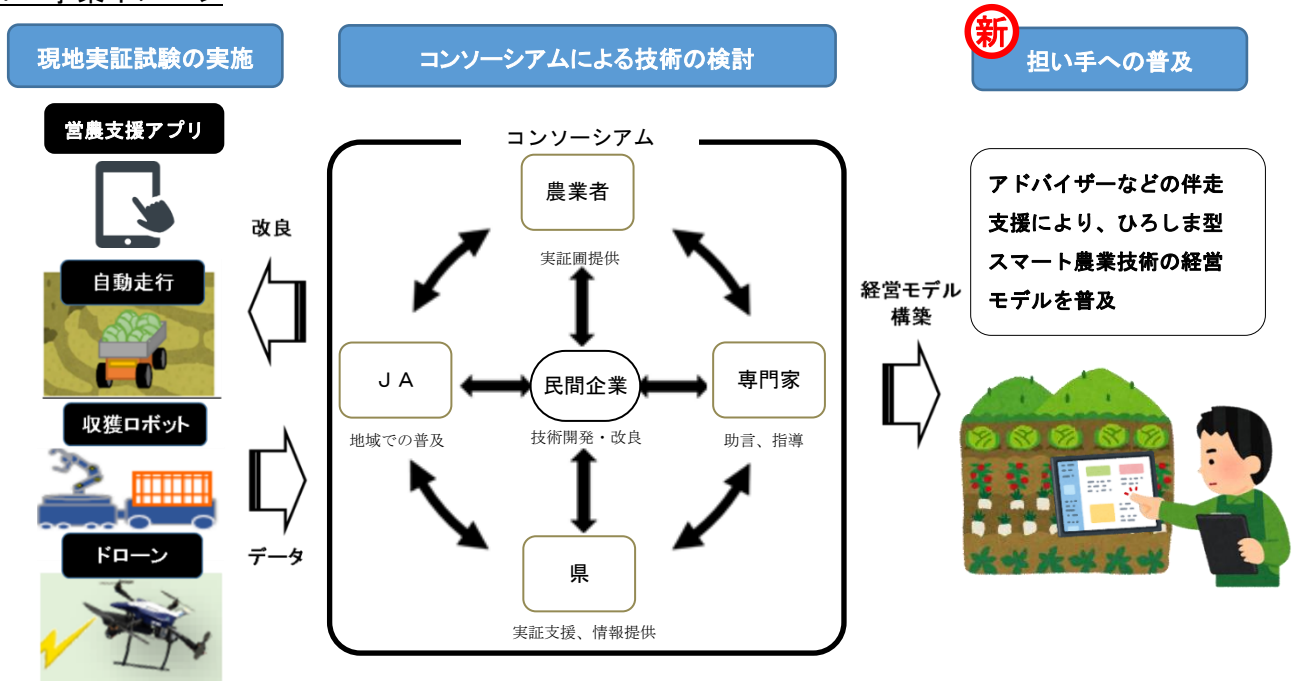 現地実証試験の実施
コンソーシアムによる技術の検討
新
担い手への普及
営農支援アプリ
自動走行
収獲ロボット
ドローン
改良
データ
コンソーシアム
農業者
実証圃提供
ＪＡ
地域での普及
民間企業
技術開発・改良
専門家
助言、指導
県
実証支援、情報提供
経営モデル
構築
アドバイザーなどの伴走
支援により、ひろしま型
スマート農業技術の経営
モデルを普及